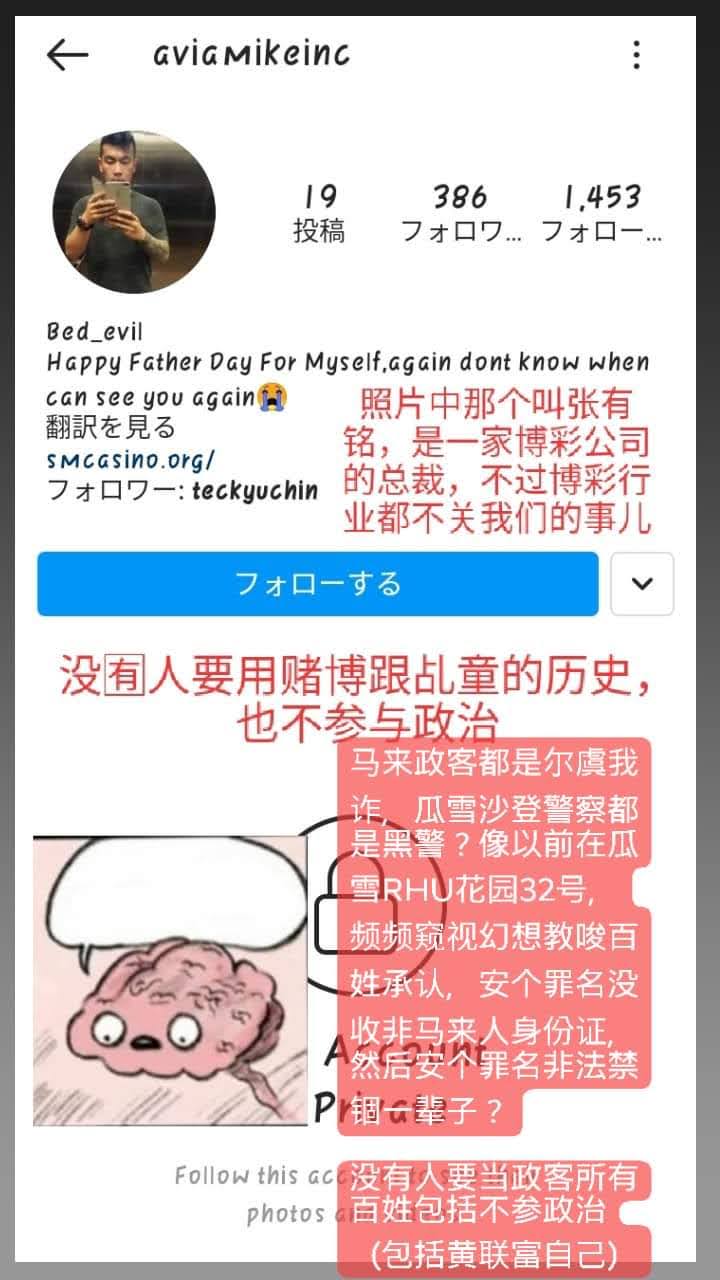 aviamikeinc
19 386 1,453
投稿 フォロワ... フォロー...
Bed_evil
Happy Father Day For Myself,again dont know when
can see you again😭
翻訳を見る
smcasino.org/
フォロワー: teckyuchin
照片中那个叫张有
铭，是一家博彩公司
的总裁，不过博彩行
业都不关我们的事儿
フォローする
没🈶人要用赌博跟乩童的历史，
也不参与政治
马来政客都是尔虞我
诈，瓜雪沙登警察都
是黑警？像以前在瓜
雪RHU花园32号，
频频窥视幻想教唆百
姓承认，安个罪名没
收非马来人身份证，
然后安个罪名非法禁
锢一辈子？
Account
Private
Follow this account to see their
photos and
没有人要当政客所有
百姓包括不参政治
（包括黄联富自己）